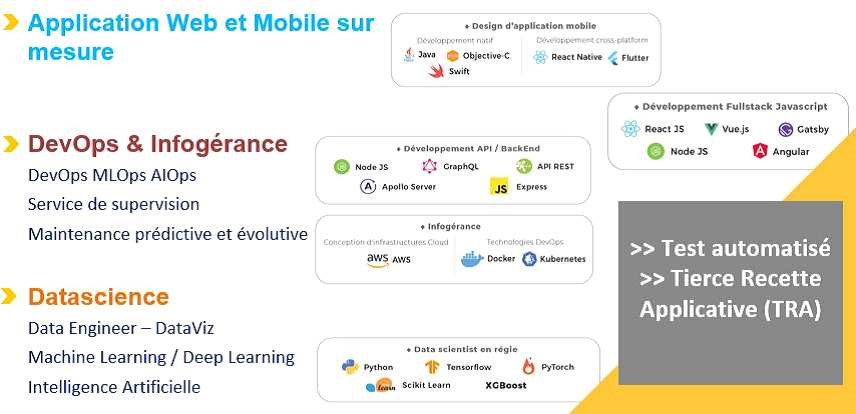 Application Web et Mobile sur
mesure
♦ Design d'application mobile
Développement natif
Développement cross-platform
Java
Objective-C
Swift
React Native
Flutter
♦ Développement Fullstack Javascript
React JS
Vue.js
Gatsby
Node JS
Angular
DevOps & Infogérance
DevOps MLOps AIOps
Service de supervision
Maintenance prédictive et évolutive
♦ Développement API / BackEnd
Node JS
GraphQL
API REST
Apollo Server
JS
Express
♦ Infogérance
Conception d'infrastructures Cloud
Technologies DevOps
aws
AWS
Docker
Kubernetes
>> Test automatisé
>> Tierce Recette
Applicative (TRA)
Datascience
Data Engineer – DataViz
Machine Learning / Deep Learning
Intelligence Artificielle
♦ Data scientist en régie
Python
Tensorflow
PyTorch
learn
Scikit Learn
XGBoost